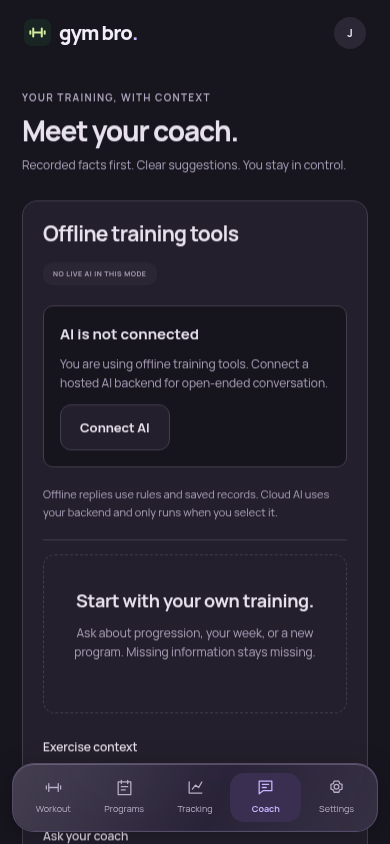 gym bro.
J
YOUR TRAINING, WITH CONTEXT
Meet your coach.
Recorded facts first. Clear suggestions. You stay in control.
Offline training tools
NO LIVE AI IN THIS MODE
AI is not connected
You are using offline training tools. Connect a
hosted AI backend for open-ended conversation.
Connect AI
Offline replies use rules and saved records. Cloud AI uses
your backend and only runs when you select it.
Start with your own training.
Ask about progression, your week, or a new
program. Missing information stays missing.
Exercise context
Workout
Programs
Tracking
Coach
Settings
Ask your coach